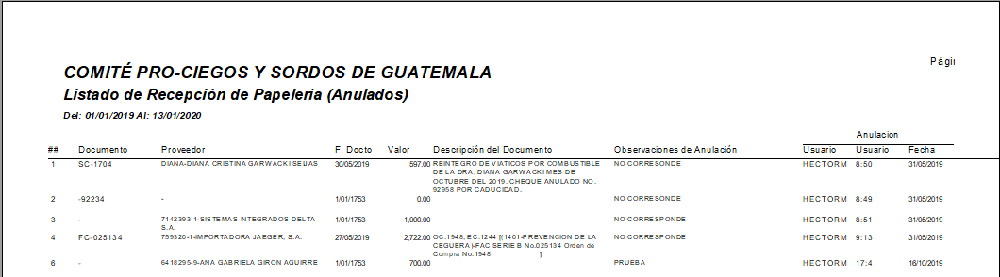 Págin
COMITÉ PRO-CIEGOS Y SORDOS DE GUATEMALA
Listado de Recepción de Papelería (Anulados)
Del: 01/01/2019 Al: 13/01/2020
Anulacion
## Documento Proveedor F. Docto Valor Descripción del Documento Observaciones de Anulación Usuario Usuario Fecha
1 SC-1704 DIANA-DIANA CRISTINA GARWACKI SEIJAS 30/05/2019 597.00 REINTEGRO DE VIATICOS POR COMBUSTIBLE NO CORRESONDE HECTORM 8:50 31/05/2019
DE LA DRA, DIANA GARWACKI MES DE
OCTUBRE DEL 2019. CHEQUE ANULADO NO.
92958 POR CADUCIDAD.
2 -92234 - 1/01/1753 0.00 NO CORRESPONDE HECTORM 8:49 31/05/2019
3 - 7142393-1-SISTEMAS INTEGRADOS DELTA 1/01/1753 1,000.00 NO CORRESPONDE HECTORM 8:51 31/05/2019
S.A.
4 FC-025134 759320-1-IMPORTADORA JAEGER, S.A. 27/05/2019 2,722.00 OC.1948, EC.1244 [(1401-PREVENCION DE LA NO CORRESPONDE HECTORM 9:13 31/05/2019
CEGUERA)-FAC SERIE B No.025134 Orden de
Compra No.1948 ]
6 - 6418295-9-ANA GABRIELA GIRON AGUIRRE 1/01/1753 700.00 PRUEBA HECTORM 17:4 16/10/2019